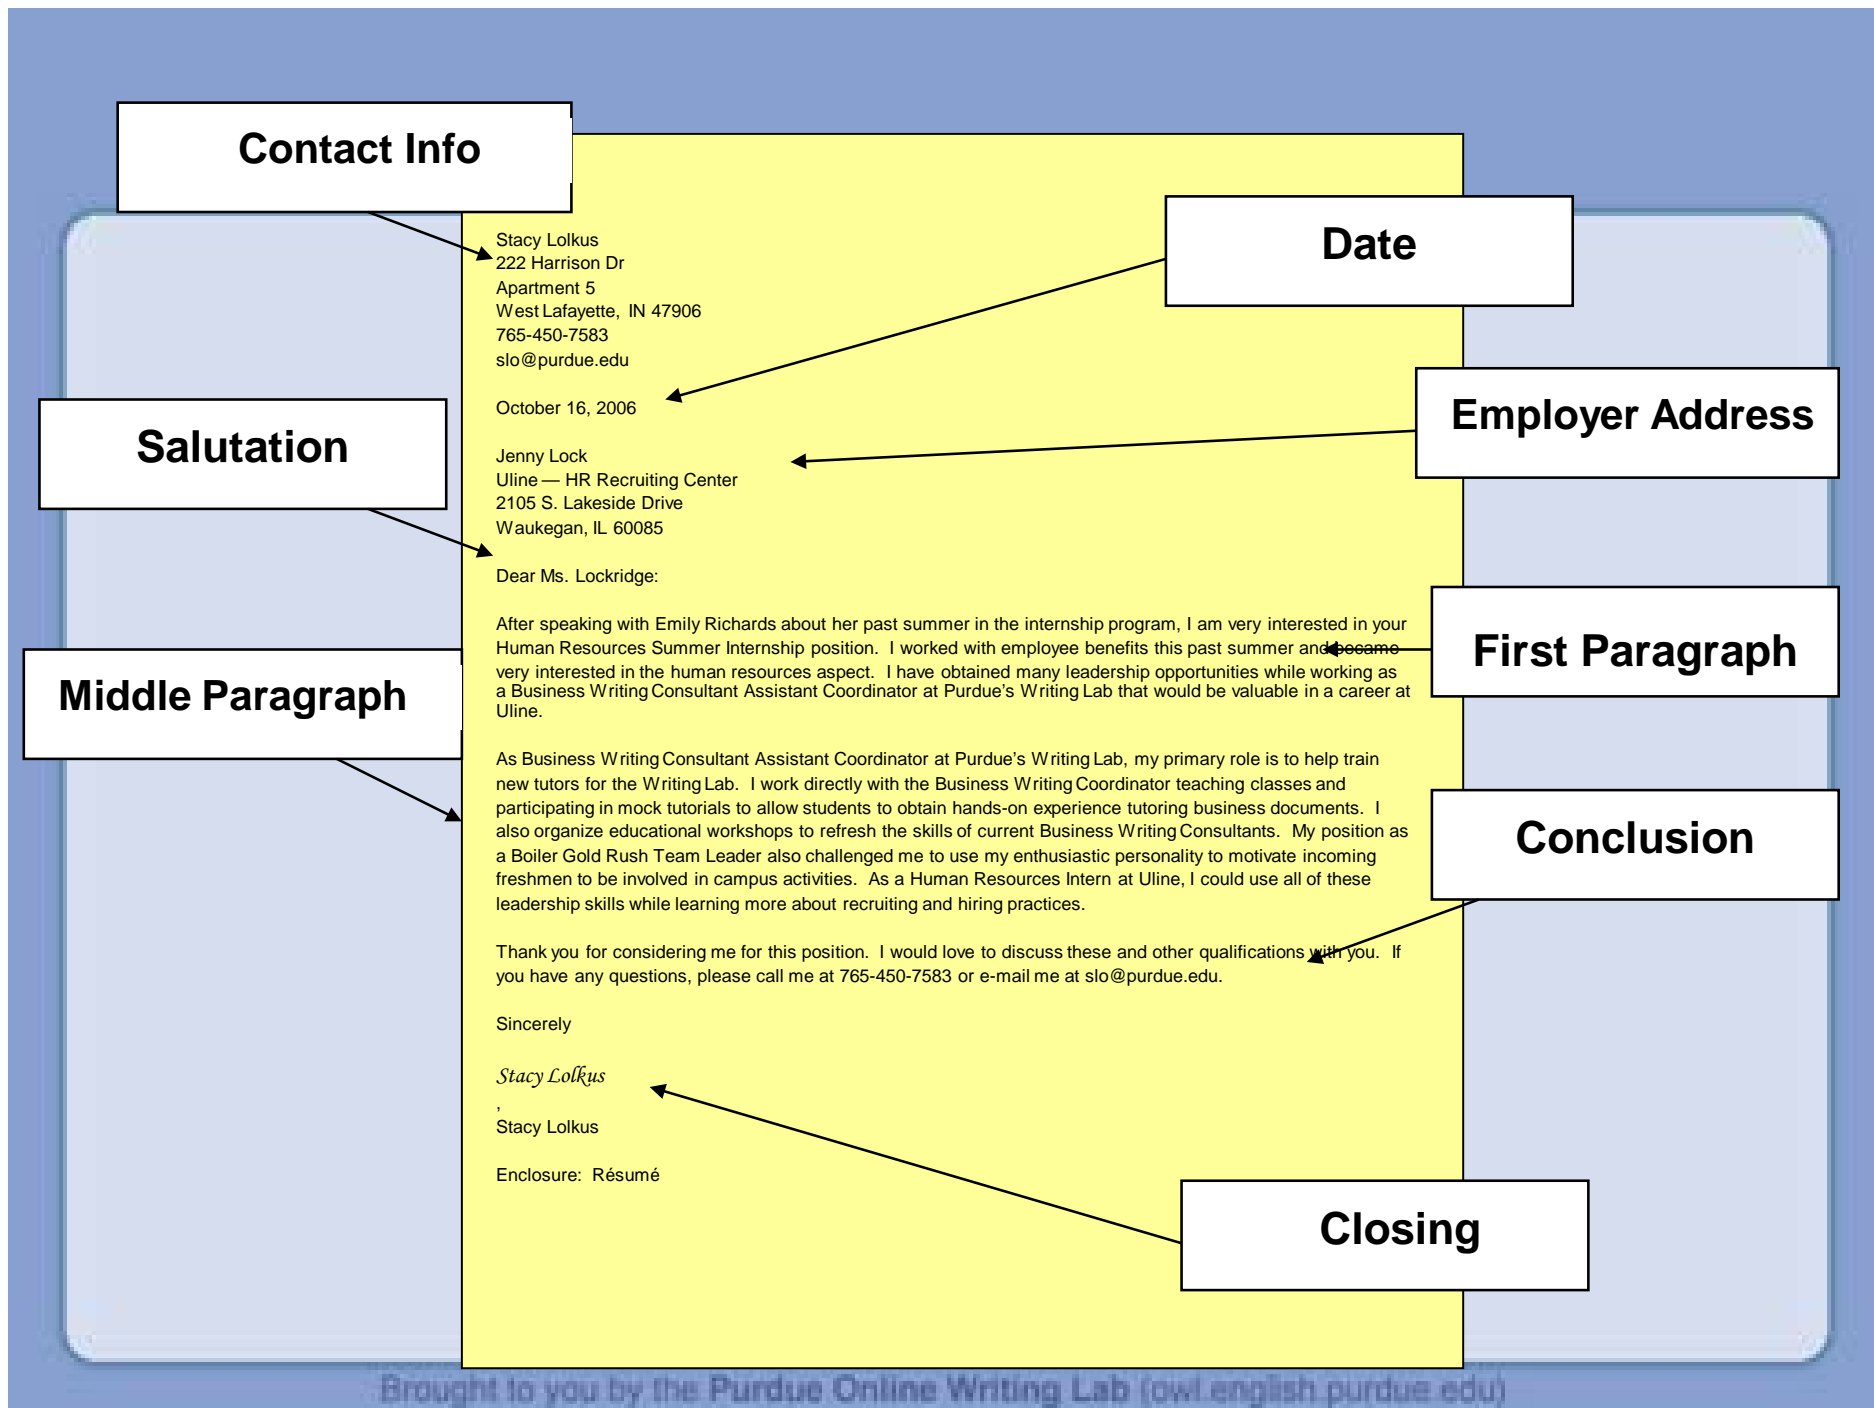 Contact Info
Date
Employer Address
Salutation
First Paragraph
Middle Paragraph
Conclusion
Closing
Stacy Lolkus
222 Harrison Dr
Apartment 5
West Lafayette, IN 47906
765-450-7583
slo@purdue.edu
October 16, 2006
Jenny Lock
Uline — HR Recruiting Center
2105 S. Lakeside Drive
Waukegan, IL 60085
Dear Ms. Lockridge:
After speaking with Emily Richards about her past summer in the internship program, I am very interested in your
Human Resources Summer Internship position. I worked with employee benefits this past summer and became
very interested in the human resources aspect. I have obtained many leadership opportunities while working as
a Business Writing Consultant Assistant Coordinator at Purdue’s Writing Lab that would be valuable in a career at
Uline.
As Business Writing Consultant Assistant Coordinator at Purdue’s Writing Lab, my primary role is to help train
new tutors for the Writing Lab. I work directly with the Business Writing Coordinator teaching classes and
participating in mock tutorials to allow students to obtain hands-on experience tutoring business documents. I
also organize educational workshops to refresh the skills of current Business Writing Consultants. My position as
a Boiler Gold Rush Team Leader also challenged me to use my enthusiastic personality to motivate incoming
freshmen to be involved in campus activities. As a Human Resources Intern at Uline, I could use all of these
leadership skills while learning more about recruiting and hiring practices.
Thank you for considering me for this position. I would love to discuss these and other qualifications with you. If
you have any questions, please call me at 765-450-7583 or e-mail me at slo@purdue.edu.
Sincerely
Stacy Lolkus
,
Stacy Lolkus
Enclosure: Résumé
Brought to you by the Purdue Online Writing Lab (owl.english.purdue.edu)